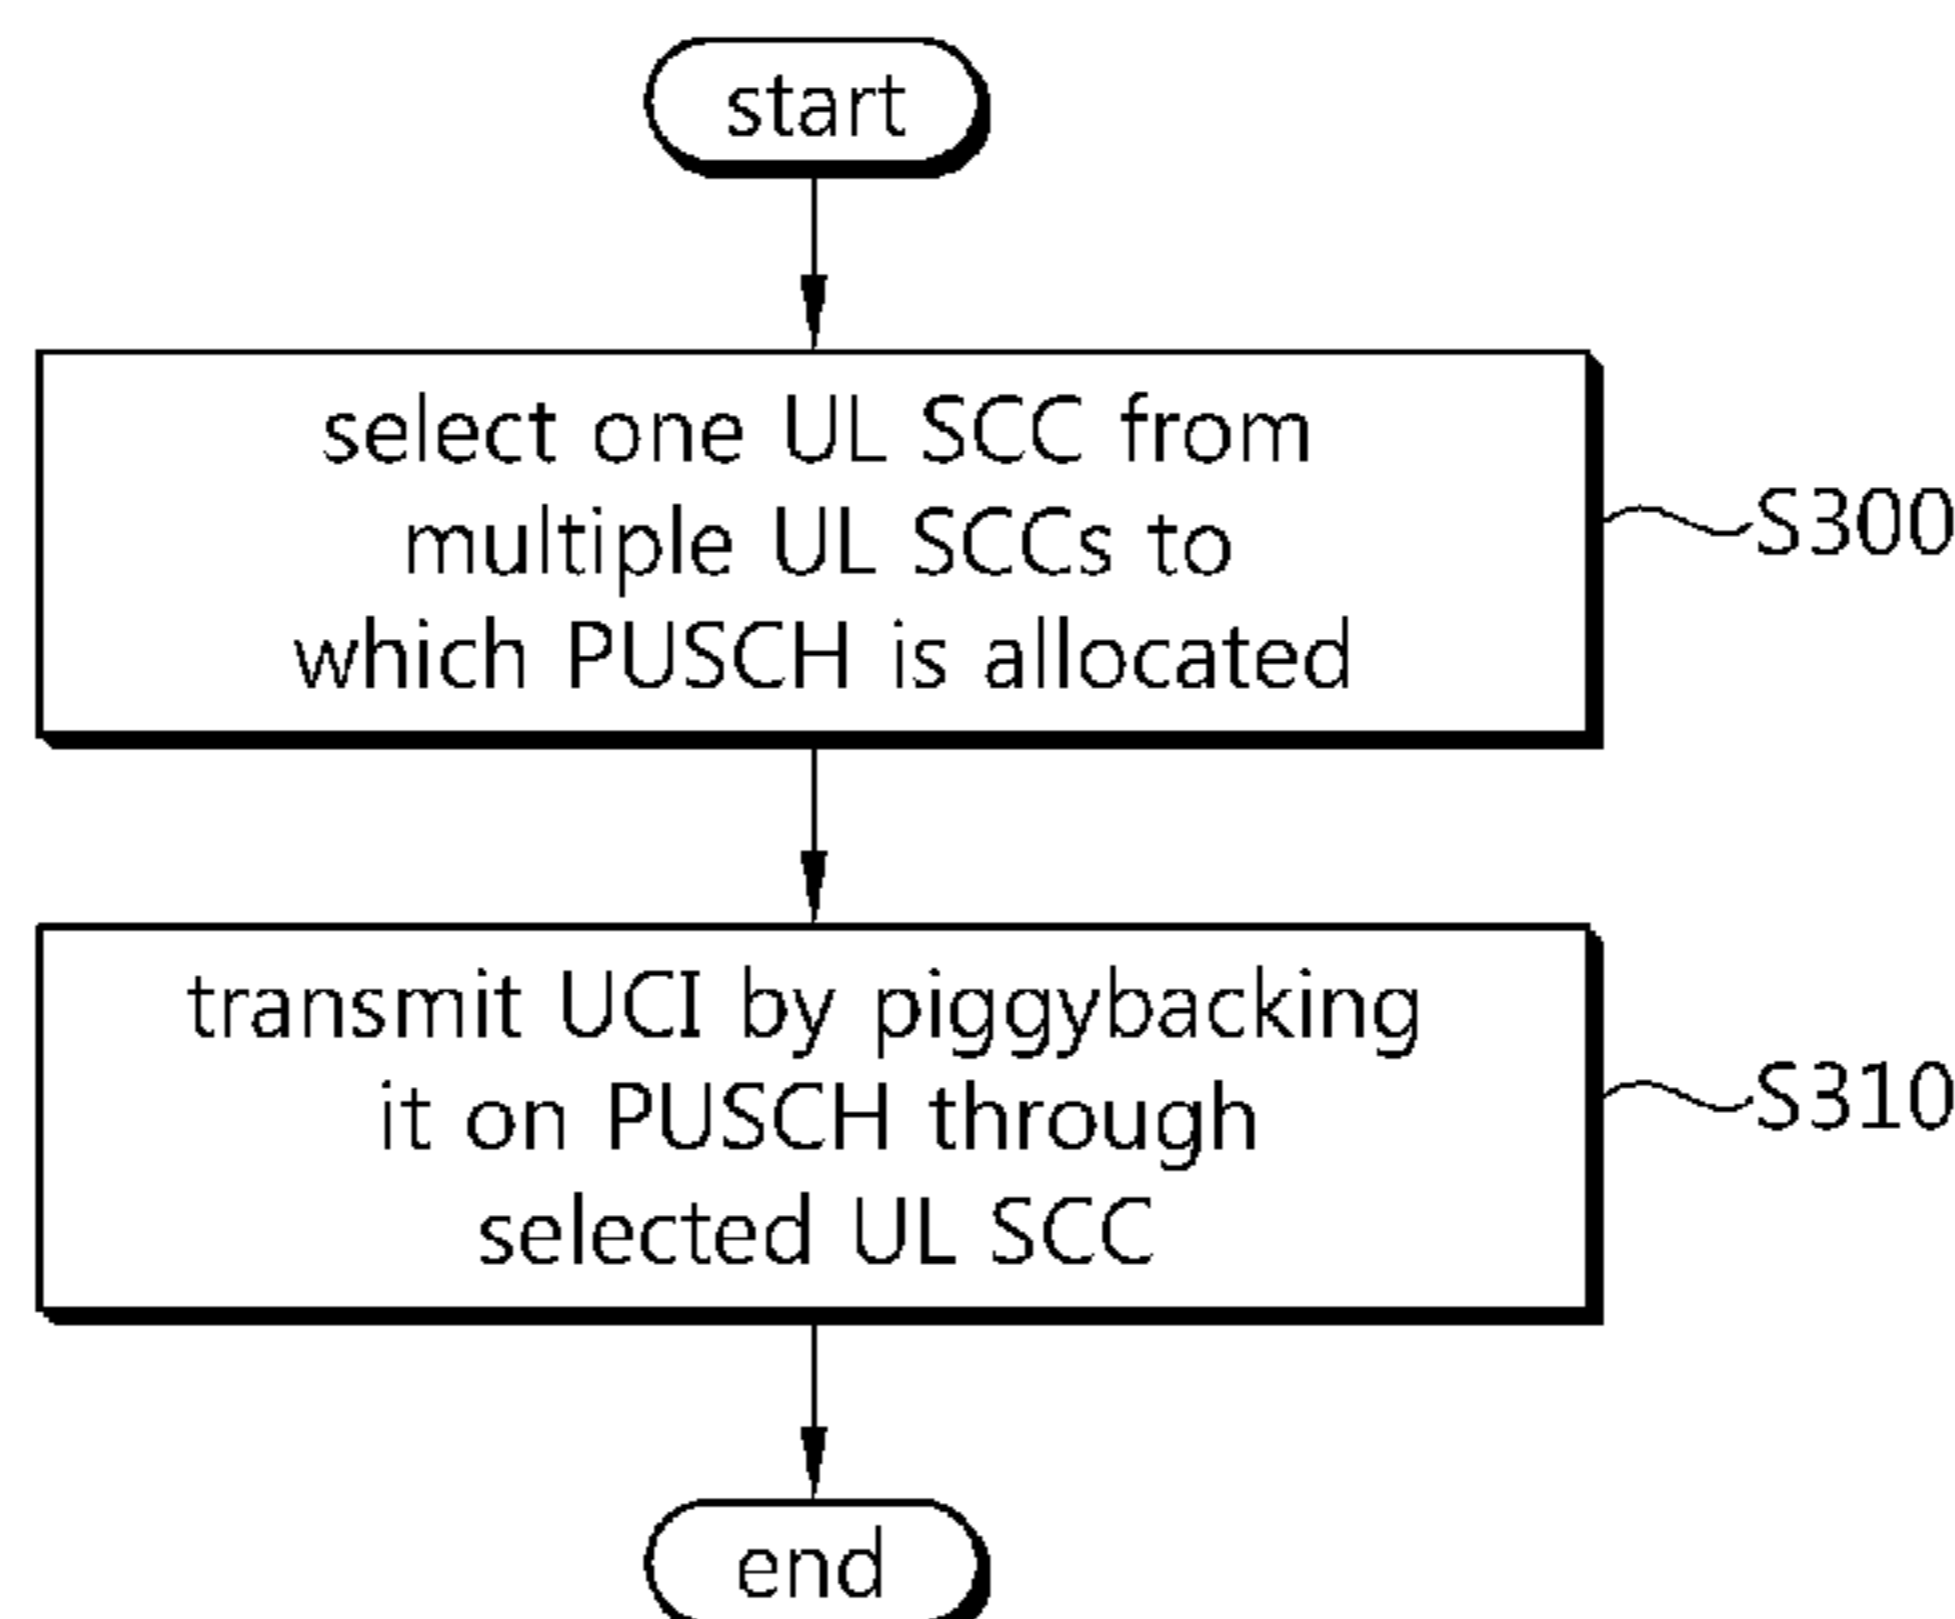 start
select one UL SCC from
multiple UL SCCs to
which PUSCH is allocated
S300
transmit UCI by piggybacking
it on PUSCH through
selected UL SCC
S310
end